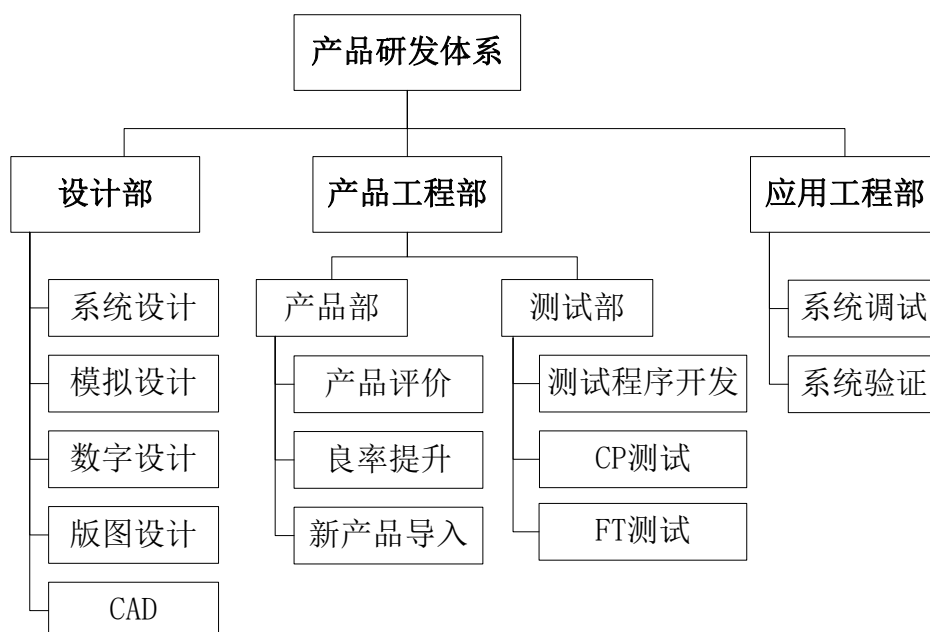 产品研发体系
设计部
产品工程部
应用工程部
系统设计
模拟设计
数字设计
版图设计
CAD
产品部
产品评价
良率提升
新产品导入
测试部
测试程序开发
CP测试
FT测试
系统调试
系统验证